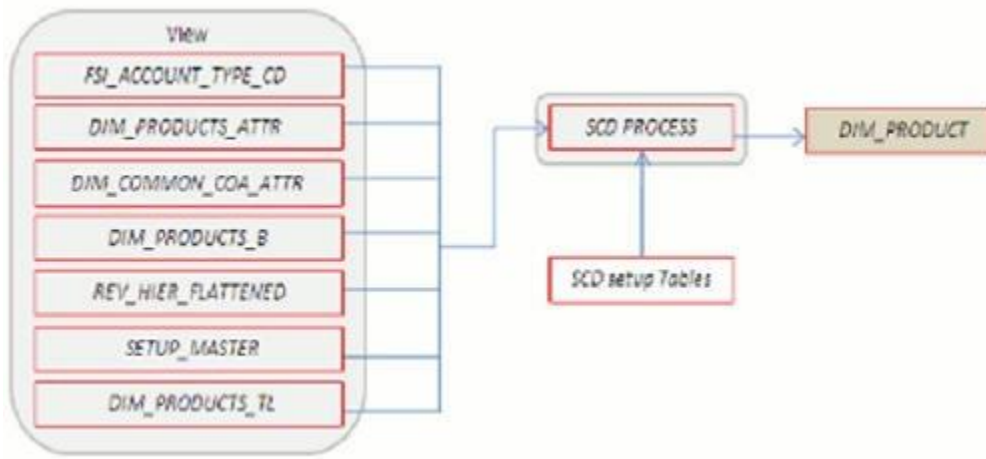 View
FSI_ACCOUNT_TYPE_CD
DIM_PRODUCTS_ATTR
DIM_COMMON_COA_ATTR
DIM_PRODUCTS_B
REV_HIER_FLATTENED
SETUP_MASTER
DIM_PRODUCTS_TL
SCD PROCESS
SCD setup Tables
DIM_PRODUCT